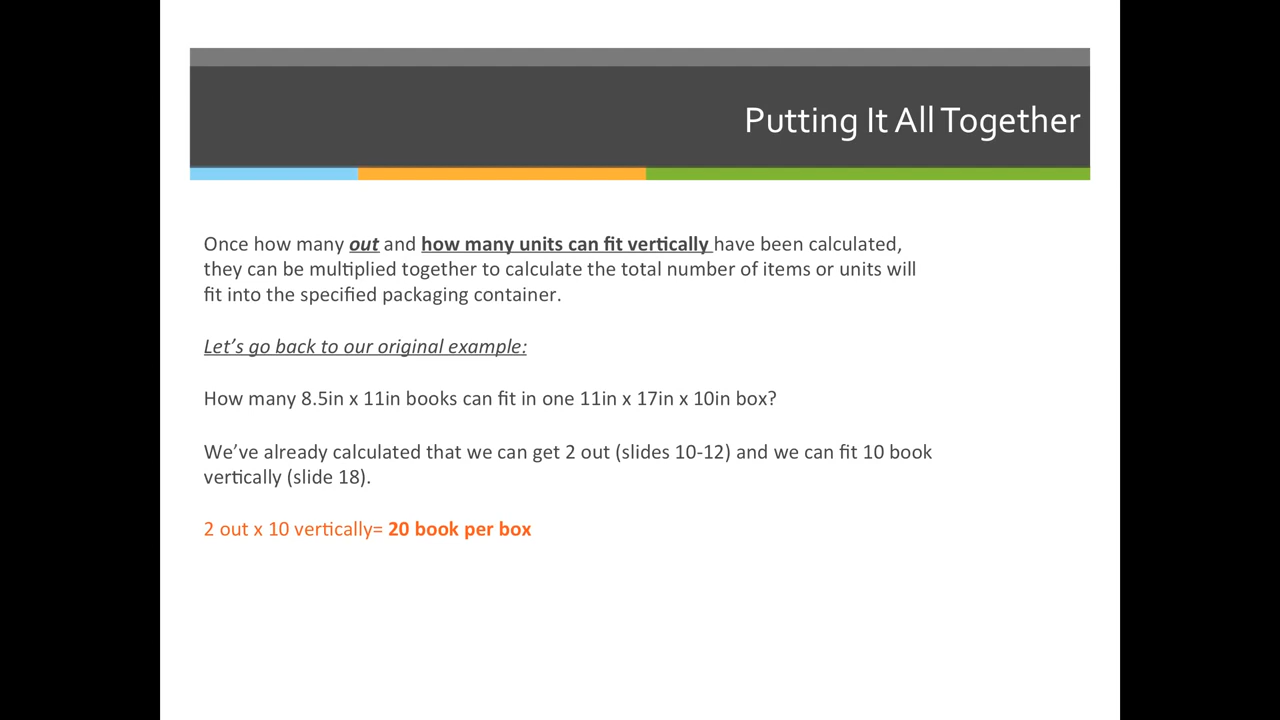 Putting It All Together
Once how many out and how many units can fit vertically have been calculated,
they can be multiplied together to calculate the total number of items or units will
fit into the specified packaging container.
Let's go back to our original example:
How many 8.5in x 11in books can fit in one 11in x 17in x 10in box?
We've already calculated that we can get 2 out (slides 10-12) and we can fit 10 book
vertically (slide 18).
2 out x 10 vertically= 20 book per box